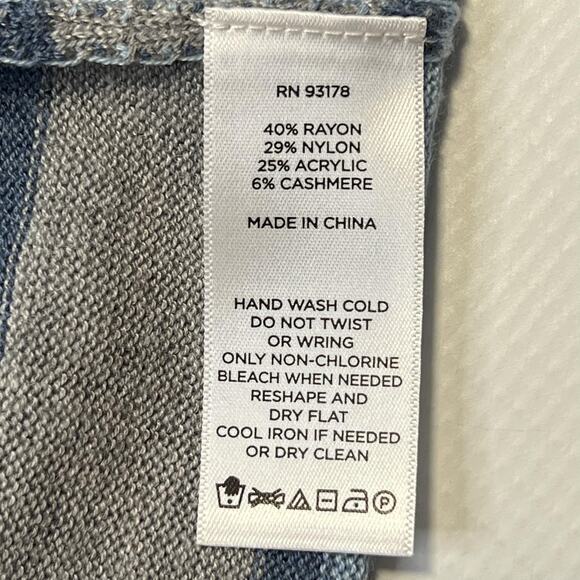 RN 93178
40% RAYON
29% NYLON
25% ACRYLIC
6% CASHMERE
MADE IN CHINA
HAND WASH COLD
DO NOT TWIST
OR WRING
ONLY NON-CHLORINE
BLEACH WHEN NEEDED
RESHAPE AND
DRY FLAT
COOL IRON IF NEEDED
OR DRY CLEAN
P